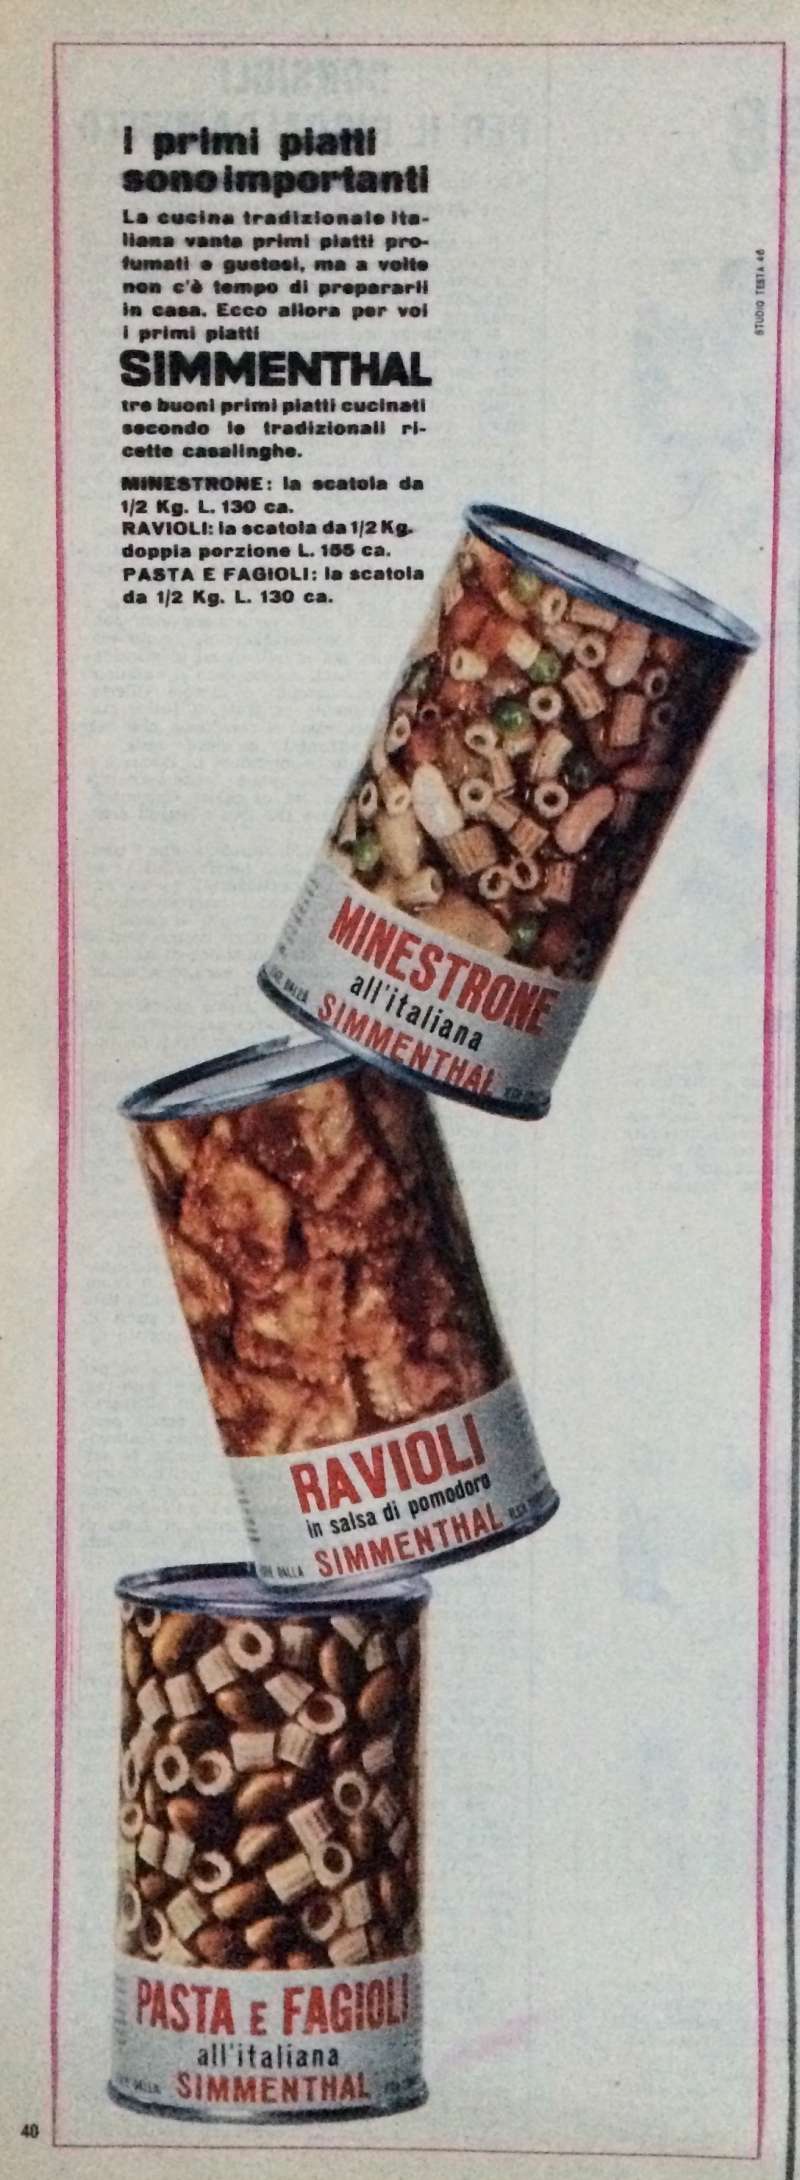 i primi piatti
sono importanti
La cucina tradizionale ita-
liana vanta primi piatti pro-
fumati e gustosi, ma a volte
non c'è tempo di prepararli
in casa. Ecco allora per voi
i primi piatti
SIMMENTHAL
tre buoni primi piatti cucinati
secondo le tradizionali ri-
cette casalinghe.
MINESTRONE: la scatola da
1/2 Kg. L. 130 ca.
RAVIOLI: la scatola da 1/2 Kg.
doppia porzione L. 155 ca.
PASTA E FAGIOLI: la scatola
da 1/2 Kg. L. 130 ca.
STUDIO TESTA 46
MINESTRONE
all'italiana
DALLA SIMMENTHAL
RAVIOLI
in salsa di pomodoro
DALLA SIMMENTHAL
PASTA E FAGIOLI
all'italiana
DALLA SIMMENTHAL
40